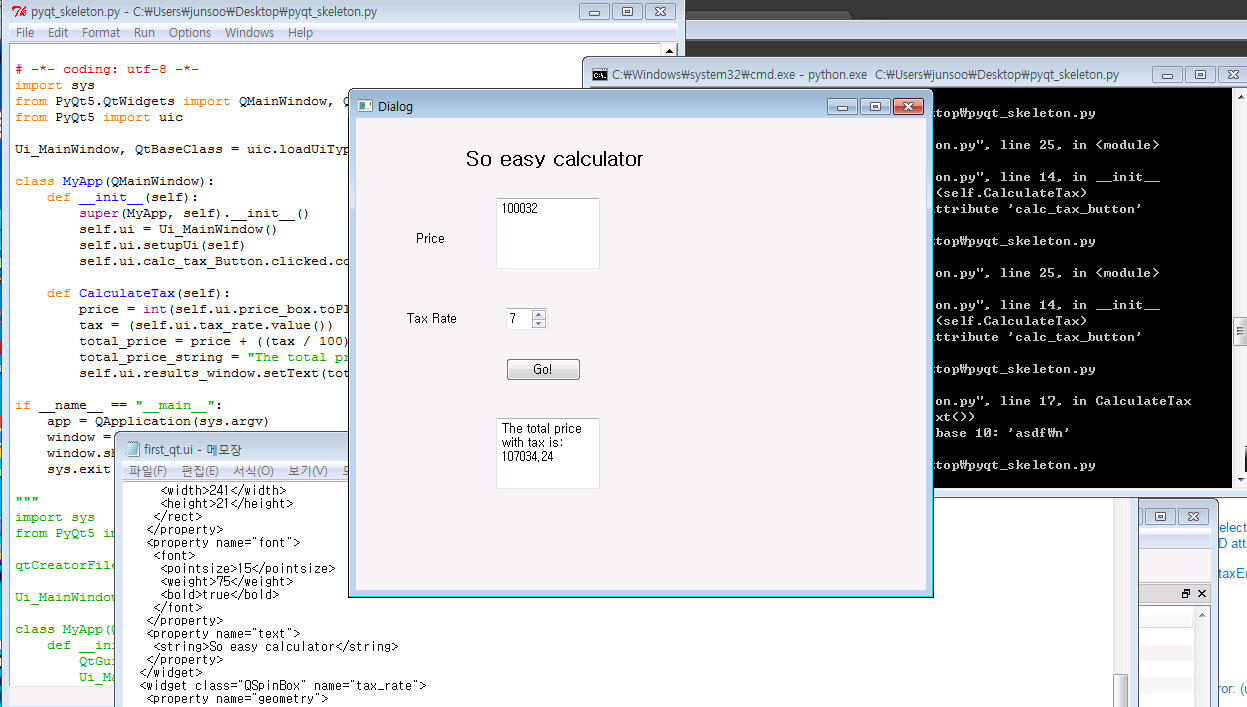 pyqt_skeleton.py - C:₩Users₩junsoo₩Desktop₩pyqt_skeleton.py
File Edit Format Run Options Windows Help
# -*- coding: utf-8 -*-
import sys
from PyQt5.QtWidgets import QMainWindow, Q
from PyQt5 import uic
Ui_MainWindow, QtBaseClass = uic.loadUiTyp
class MyApp(QMainWindow):
def __init__(self):
super(MyApp, self).__init__()
self.ui = Ui_MainWindow()
self.ui.setupUi(self)
self.ui.calc_tax_Button.clicked.co
def CalculateTax(self):
price = int(self.ui.price_box.toPl
tax = (self.ui.tax_rate.value())
total_price = price + ((tax / 100)
total_price_string = "The total pr
self.ui.results_window.setText(tot
if __name__ == "__main__":
app = QApplication(sys.argv)
window =
window.sh
sys.exit
"""
import sys
from PyQt5 im
qtCreatorFile
Ui_MainWindow
class MyApp(Q
def __ini
QtGui
Ui_Ma
C:₩Windows₩system32₩cmd.exe - python.exe C:₩Users₩junsoo₩Desktop₩pyqt_skeleton.py
top₩pyqt_skeleton.py
on.py", line 25, in <module>
on.py", line 14, in __init__
(self.CalculateTax)
attribute 'calc_tax_button'
top₩pyqt_skeleton.py
on.py", line 25, in <module>
on.py", line 14, in __init__
(self.CalculateTax)
attribute 'calc_tax_button'
top₩pyqt_skeleton.py
on.py", line 17, in CalculateTax
xt())
base 10: 'asdf₩n'
top₩pyqt_skeleton.py
Dialog
So easy calculator
Price
100032
Tax Rate
7
Go!
The total price
with tax is:
107034.24
first_qt.ui - 메모장
파일(F) 편집(E) 서식(O) 보기(V)
<width>241</width>
<height>21</height>
</rect>
</property>
<property name="font">
<font>
<pointsize>15</pointsize>
<weight>75</weight>
<bold>true</bold>
</font>
</property>
<property name="text">
<string>So easy calculator</string>
</property>
</widget>
<widget class="QSpinBox" name="tax_rate">
<property name="geometry">
elect
D att
taxEr
ror: (u